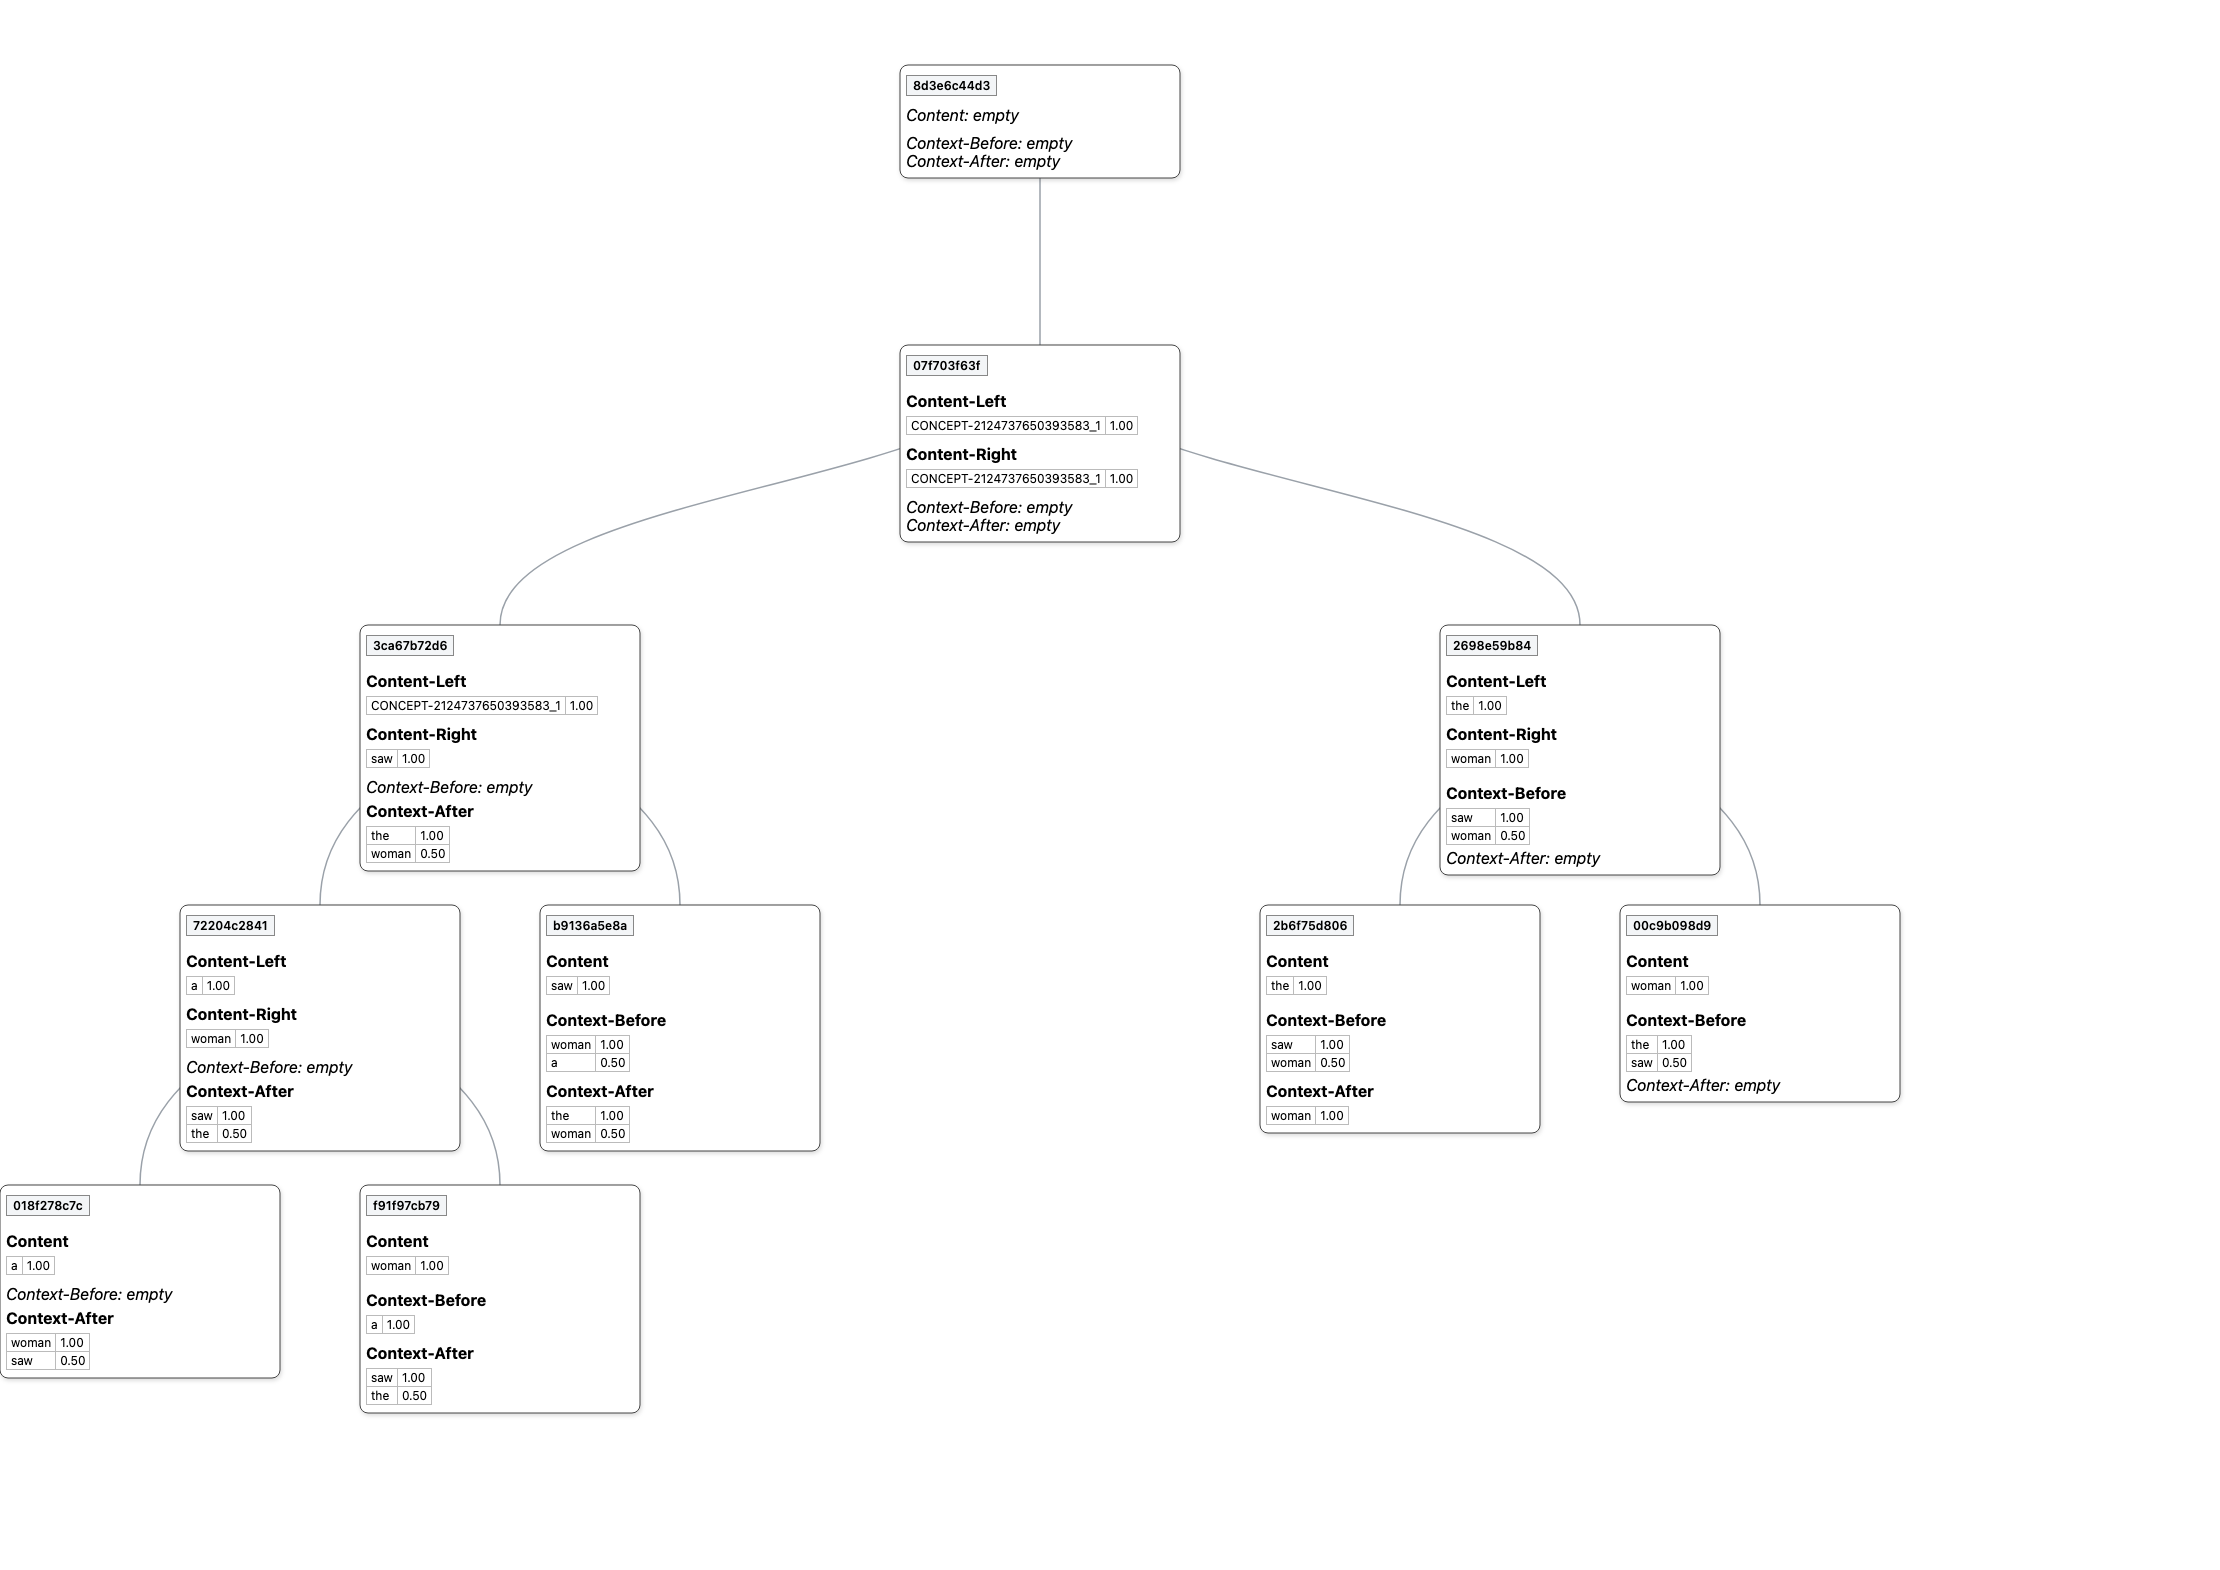 8d3e6c44d3
Content: empty
Context-Before: empty
Context-After: empty
07f703f63f
Content-Left
CONCEPT-2124737650393583_1 1.00
Content-Right
CONCEPT-2124737650393583_1 1.00
Context-Before: empty
Context-After: empty
3ca67b72d6
Content-Left
CONCEPT-2124737650393583_1 1.00
Content-Right
saw 1.00
Context-Before: empty
Context-After
the 1.00
woman 0.50
2698e59b84
Content-Left
the 1.00
Content-Right
woman 1.00
Context-Before
saw 1.00
woman 0.50
Context-After: empty
72204c2841
Content-Left
a 1.00
Content-Right
woman 1.00
Context-Before: empty
Context-After
saw 1.00
the 0.50
b9136a5e8a
Content
saw 1.00
Context-Before
woman 1.00
a 0.50
Context-After
the 1.00
woman 0.50
2b6f75d806
Content
the 1.00
Context-Before
saw 1.00
woman 0.50
Context-After
woman 1.00
00c9b098d9
Content
woman 1.00
Context-Before
the 1.00
saw 0.50
Context-After: empty
018f278c7c
Content
a 1.00
Context-Before: empty
Context-After
woman 1.00
saw 0.50
f91f97cb79
Content
woman 1.00
Context-Before
a 1.00
Context-After
saw 1.00
the 0.50